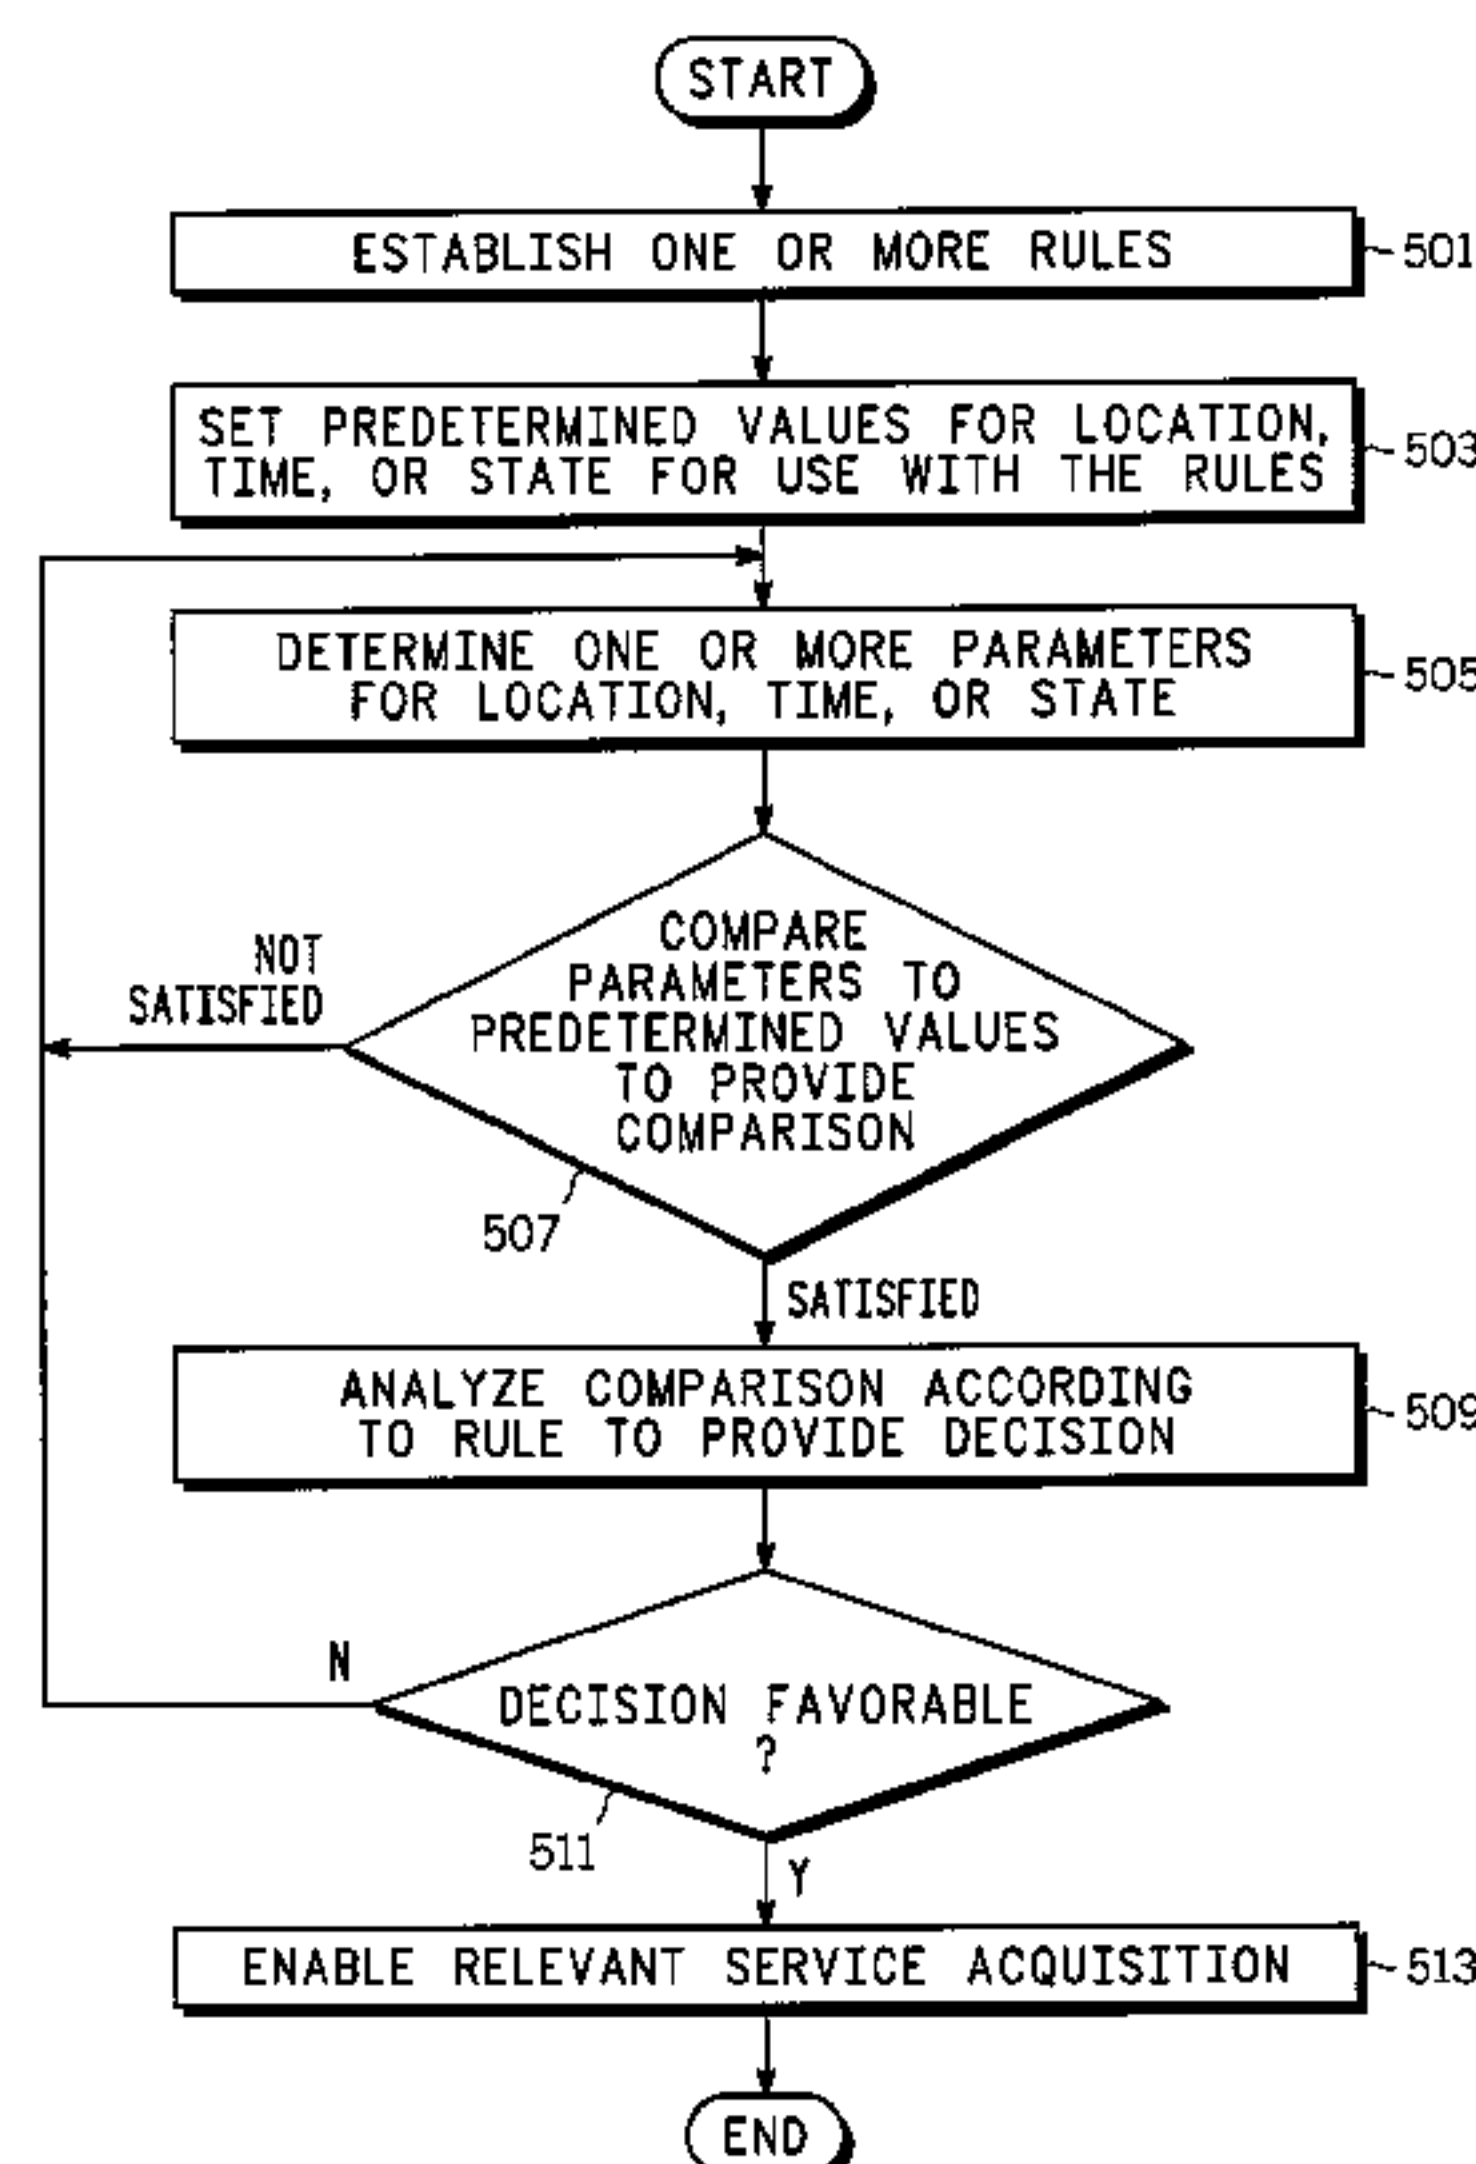 START
ESTABLISH ONE OR MORE RULES
501
SET PREDETERMINED VALUES FOR LOCATION,
TIME, OR STATE FOR USE WITH THE RULES
503
DETERMINE ONE OR MORE PARAMETERS
FOR LOCATION, TIME, OR STATE
505
COMPARE
PARAMETERS TO
PREDETERMINED VALUES
TO PROVIDE
COMPARISON
NOT
SATISFIED
507
SATISFIED
ANALYZE COMPARISON ACCORDING
TO RULE TO PROVIDE DECISION
509
N
DECISION FAVORABLE
?
511
Y
ENABLE RELEVANT SERVICE ACQUISITION
513
END